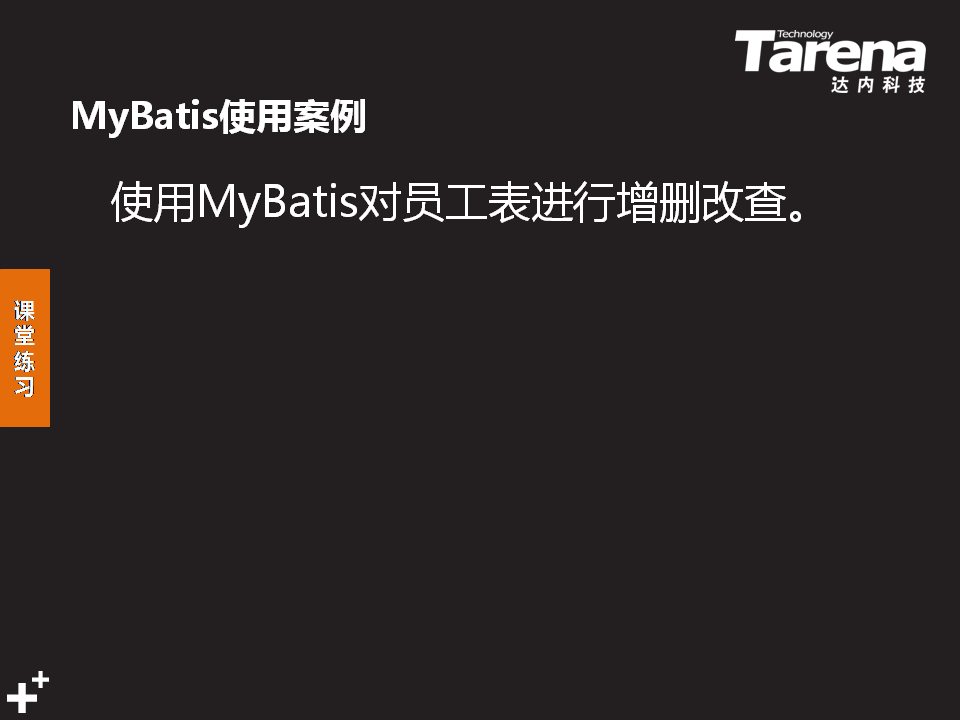 Technology
Tarena
达内科技
MyBatis使用案例
使用MyBatis对员工表进行增删改查。
课
堂
练
习